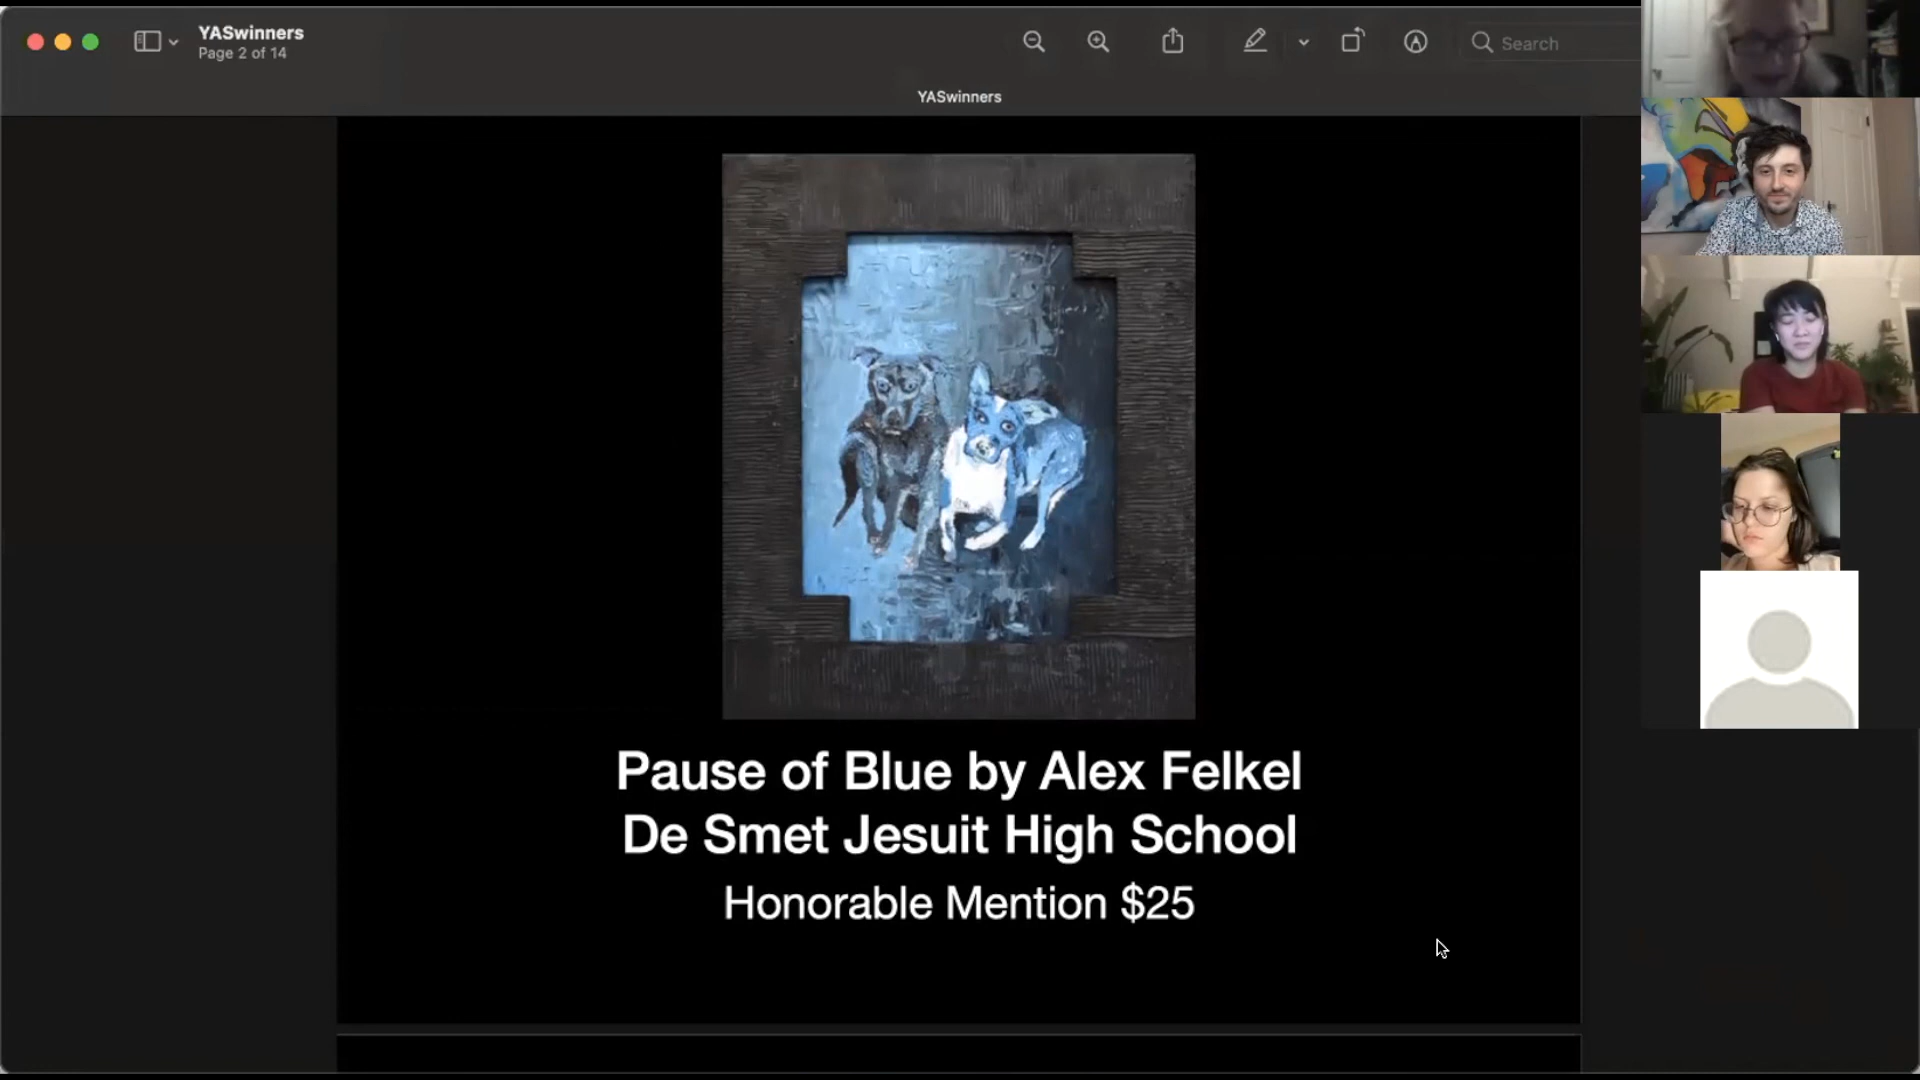 YASwinners
Page 2 of 14
Search
YASwinners
Pause of Blue by Alex Felkel
De Smet Jesuit High School
Honorable Mention $25